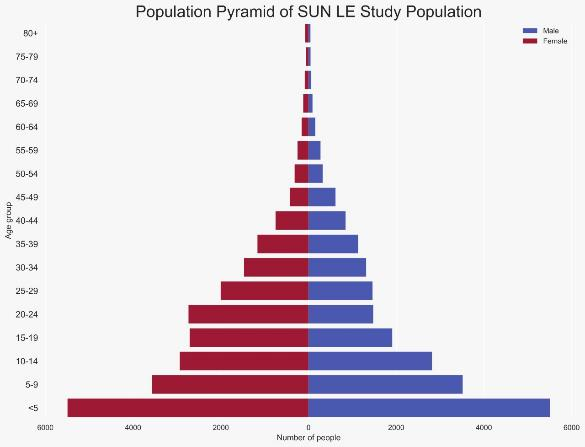 Population Pyramid of SUN LE Study Population
Male
Female
80+
75-79
70-74
65-69
60-64
55-59
50-54
45-49
40-44
35-39
30-34
25-29
20-24
15-19
10-14
5-9
<5
Age group
6000 4000 2000 0 2000 4000 6000
Number of people